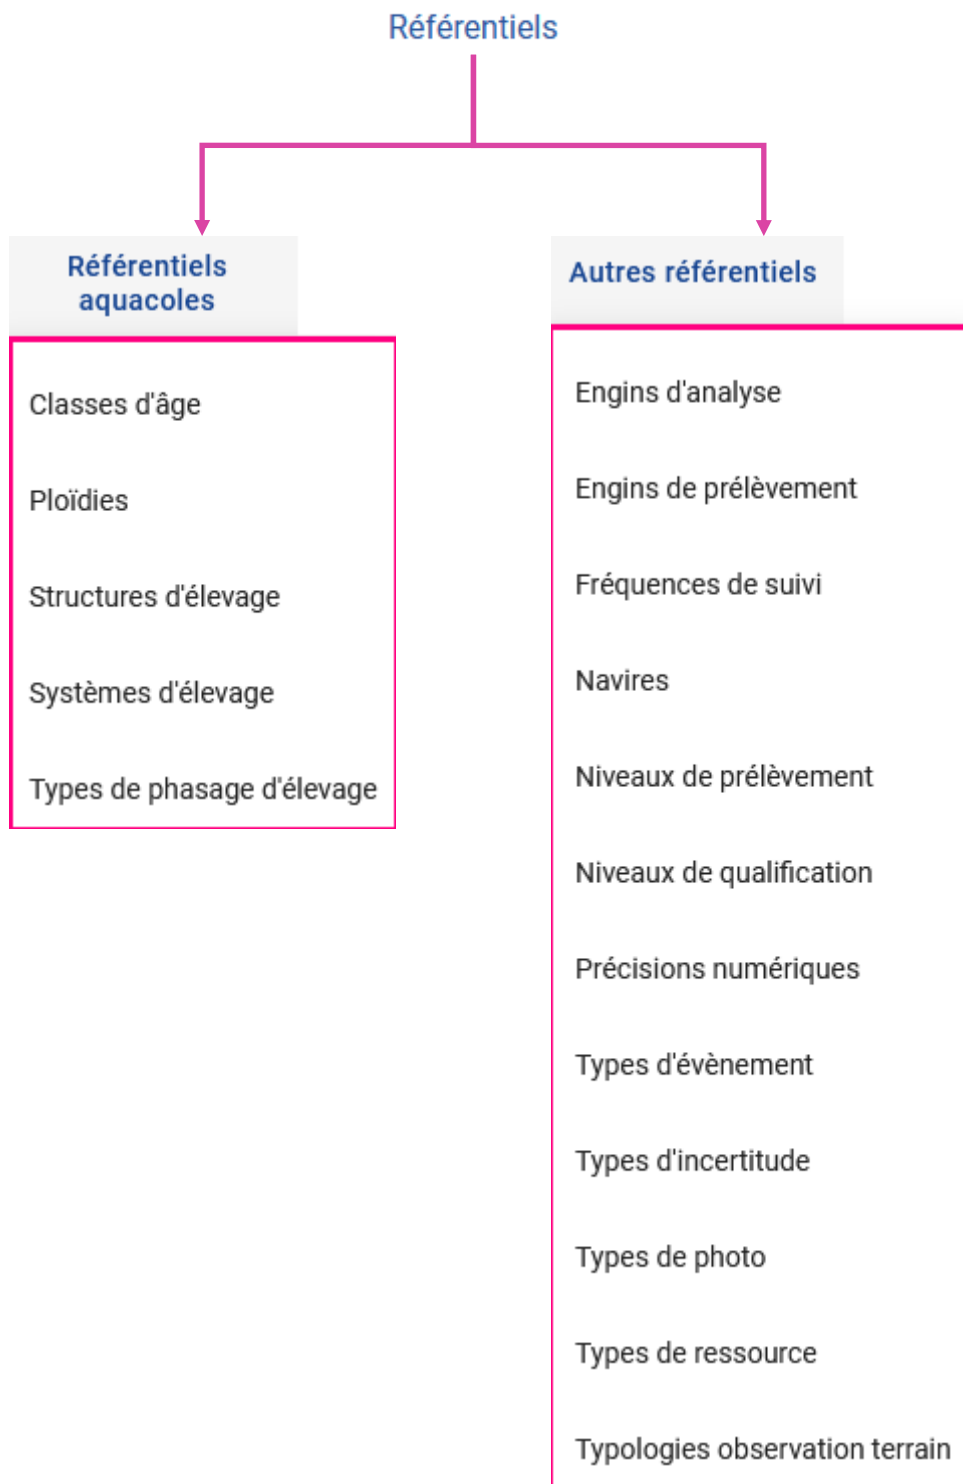 Référentiels
Référentiels
aquacoles
Classes d'âge
Ploïdies
Structures d'élevage
Systèmes d'élevage
Types de phasage d'élevage
Autres référentiels
Engins d'analyse
Engins de prélèvement
Fréquences de suivi
Navires
Niveaux de prélèvement
Niveaux de qualification
Précisions numériques
Types d'évènement
Types d'incertitude
Types de photo
Types de ressource
Typologies observation terrain